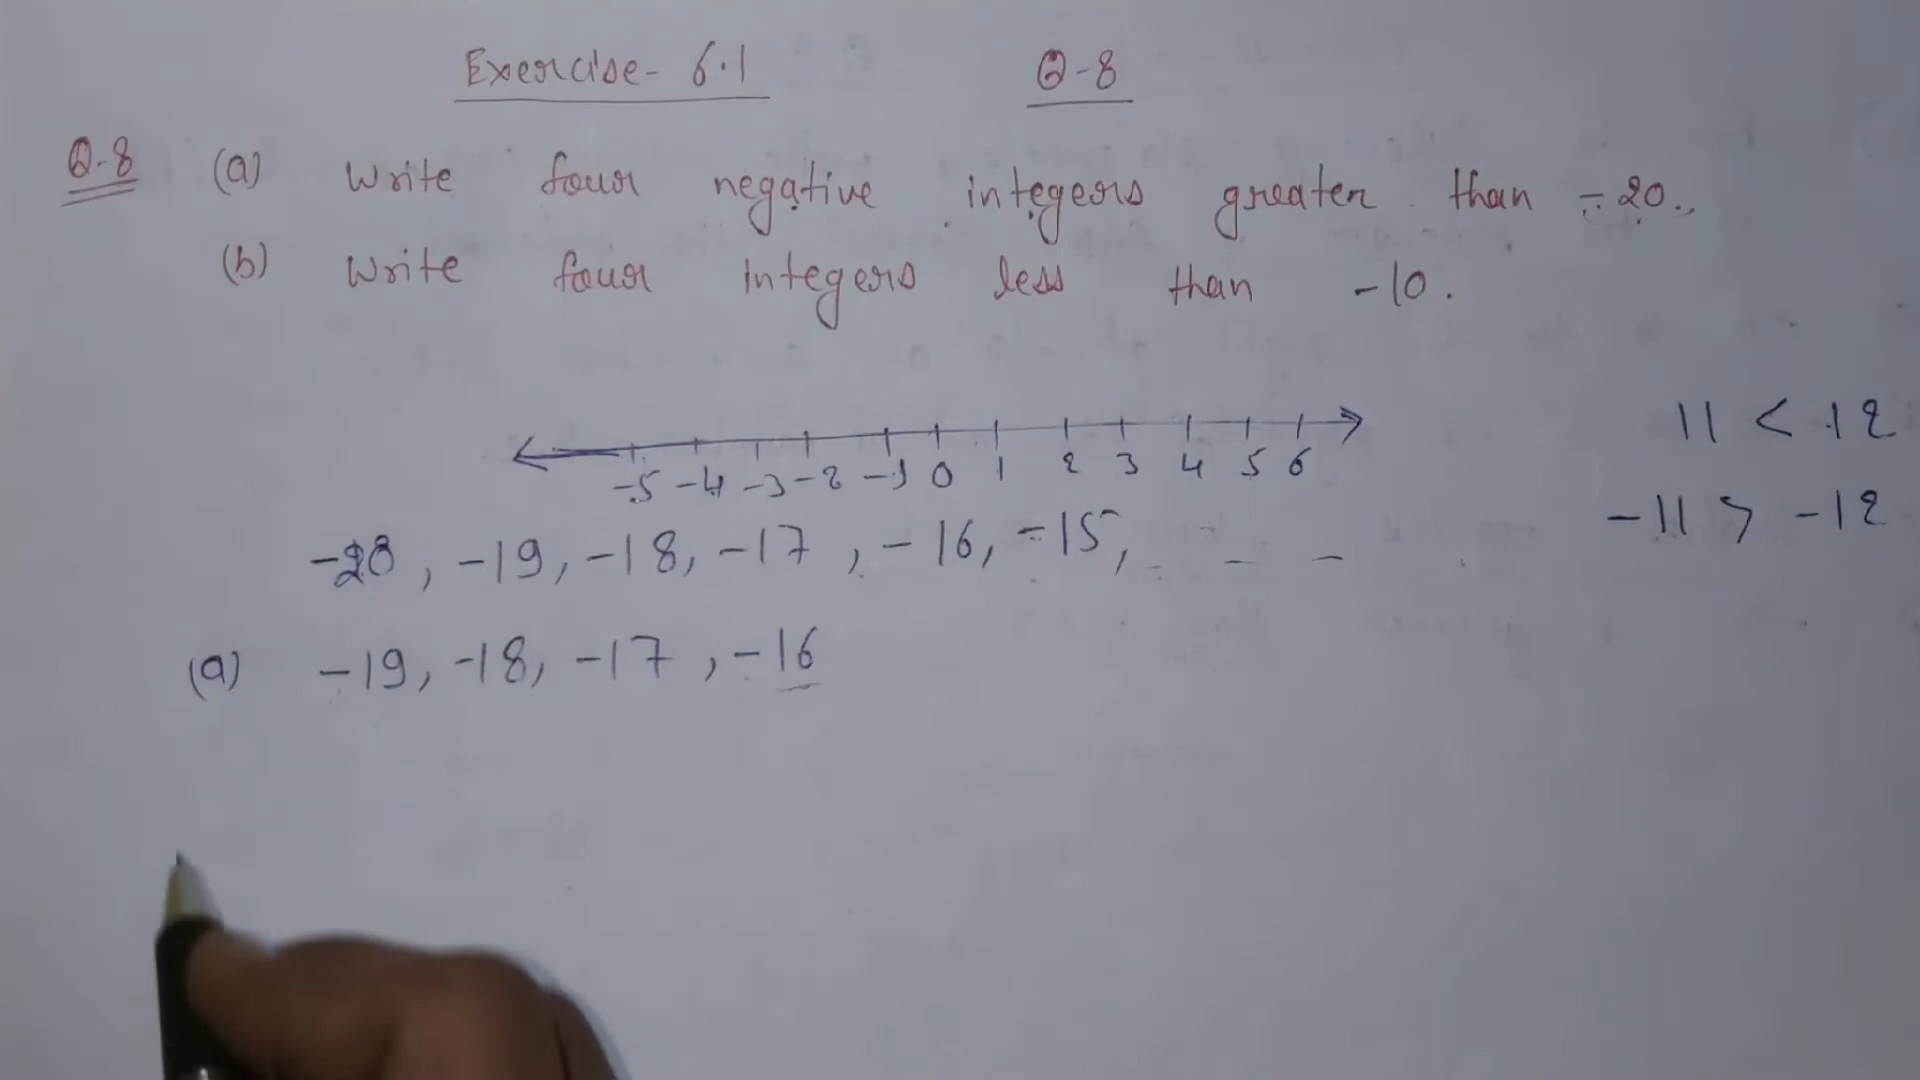 Exercise- 6.1 Q-8
Q-8 (a) Write four negative integers greater than -20.
(b) Write four integers less than -10.
-5 -4 -3 -2 -1 0 1 2 3 4 5 6
11 < 12
-11 > -12
-20, -19, -18, -17, -16, -15, - -
(a) -19, -18, -17, -16